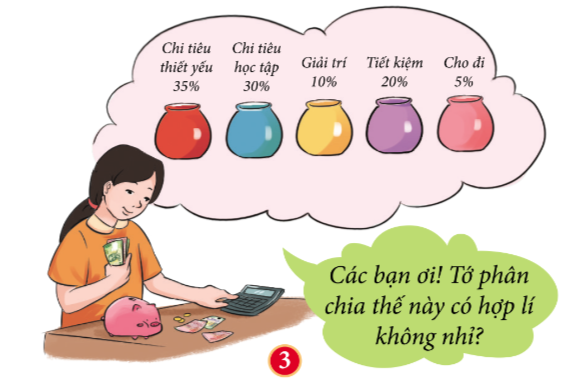 Chi tiêu
thiết yếu
35%
Chi tiêu
học tập
30%
Giải trí
10%
Tiết kiệm
20%
Cho đi
5%
Các bạn ơi! Tớ phân
chia thế này có hợp lí
không nhỉ?
3